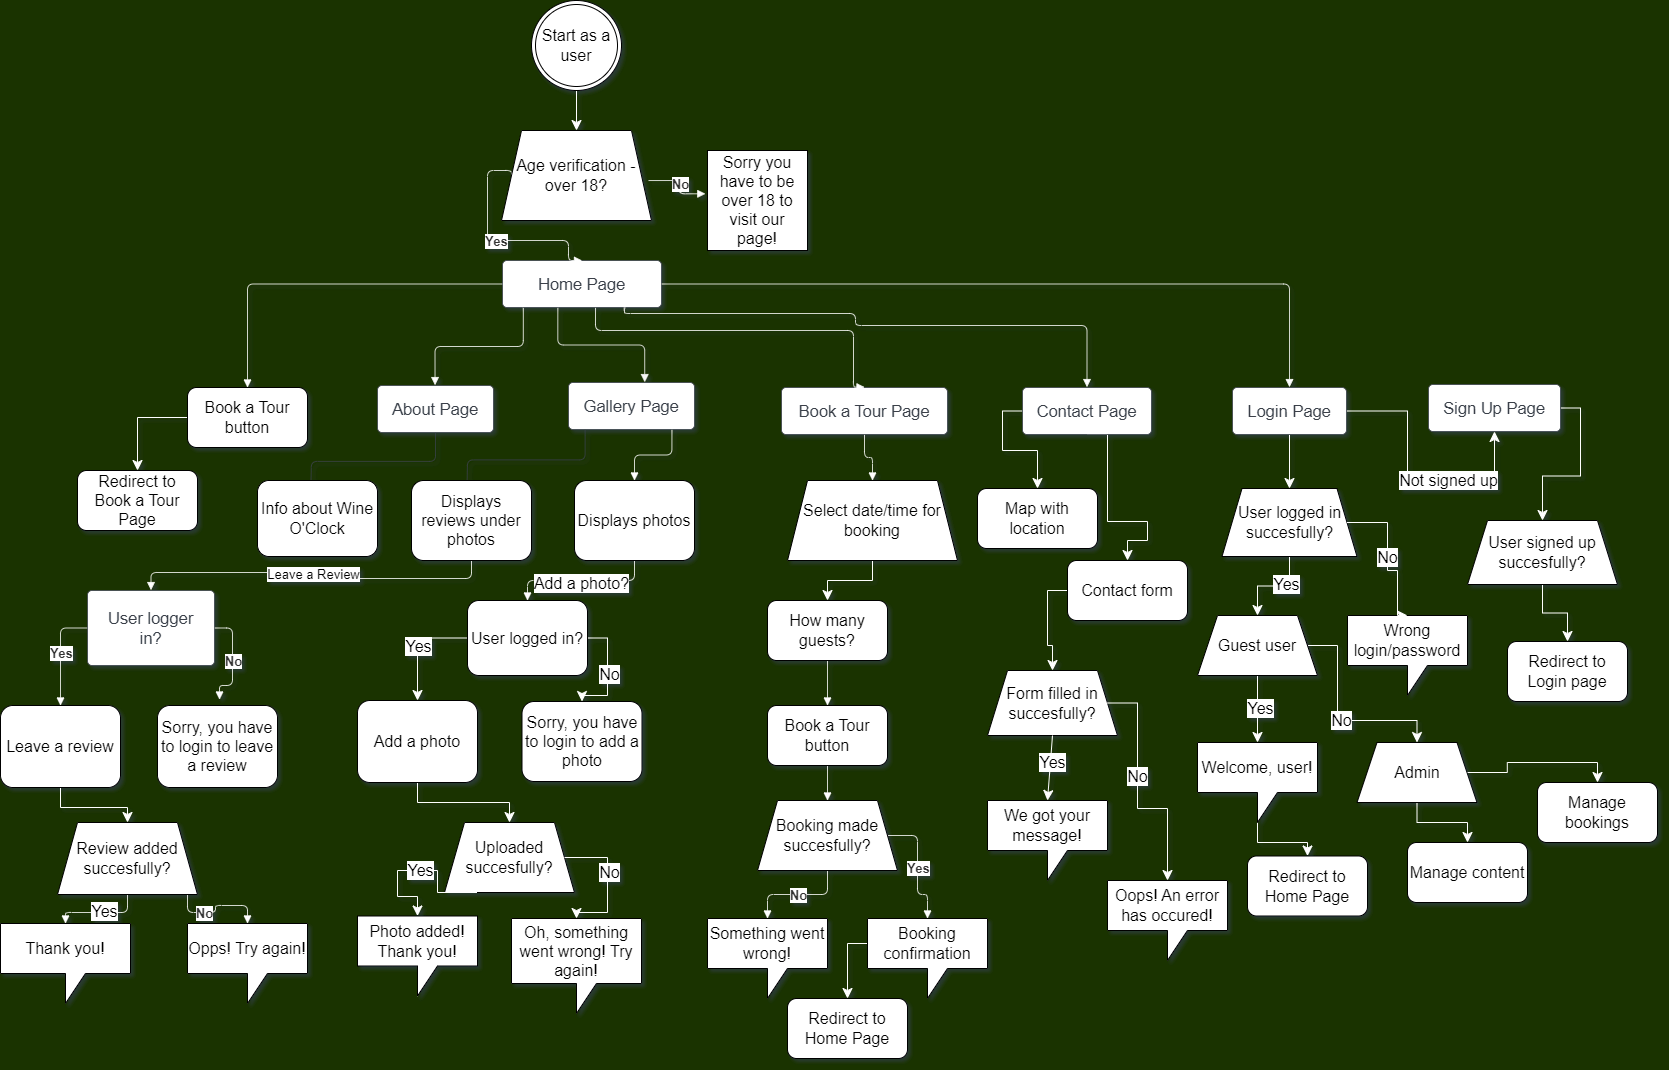 Start as a
user
Age verification -
over 18?
No
Sorry you
have to be
over 18 to
visit our
page!
Yes
Home Page
Book a Tour
button
About Page
Gallery Page
Book a Tour Page
Contact Page
Login Page
Sign Up Page
Not signed up
Redirect to
Book a Tour
Page
Info about Wine
O'Clock
Displays
reviews under
photos
Displays photos
Select date/time for
booking
Map with
location
User logged in
succesfully?
User signed up
succesfully?
Leave a Review
Add a photo?
No
Yes
Contact form
User logger
in?
User logged in?
How many
guests?
Guest user
Wrong
login/password
Redirect to
Login page
Yes
No
Yes
No
Leave a review
Sorry, you have
to login to leave
a review
Add a photo
Sorry, you have
to login to add a
photo
Book a Tour
button
Form filled in
succesfully?
Yes
No
Yes
No
Welcome, user!
Admin
Manage
bookings
Review added
succesfully?
Uploaded
succesfully?
Booking made
succesfully?
We got your
message!
Manage content
Redirect to
Home Page
Yes
No
Yes
No
No
Yes
Oops! An error
has occured!
Thank you!
Opps! Try again!
Photo added!
Thank you!
Oh, something
went wrong! Try
again!
Something went
wrong!
Booking
confirmation
Redirect to
Home Page